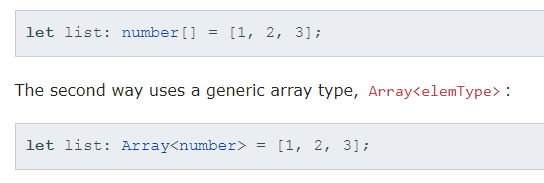 let list: number[] = [1, 2, 3];
The second way uses a generic array type, Array<elemType> :
let list: Array<number> = [1, 2, 3];